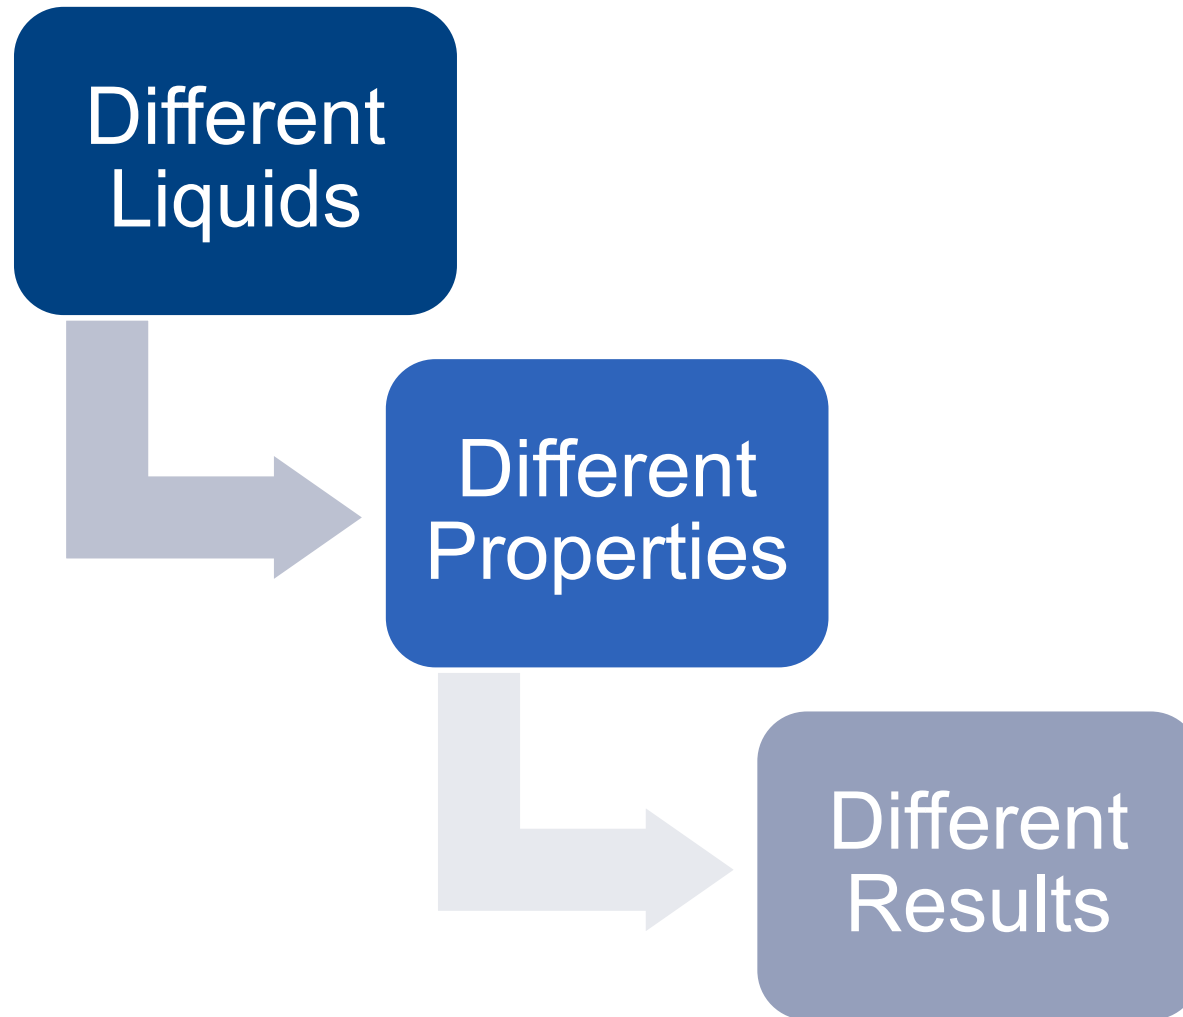 Different
Liquids
Different
Properties
Different
Results